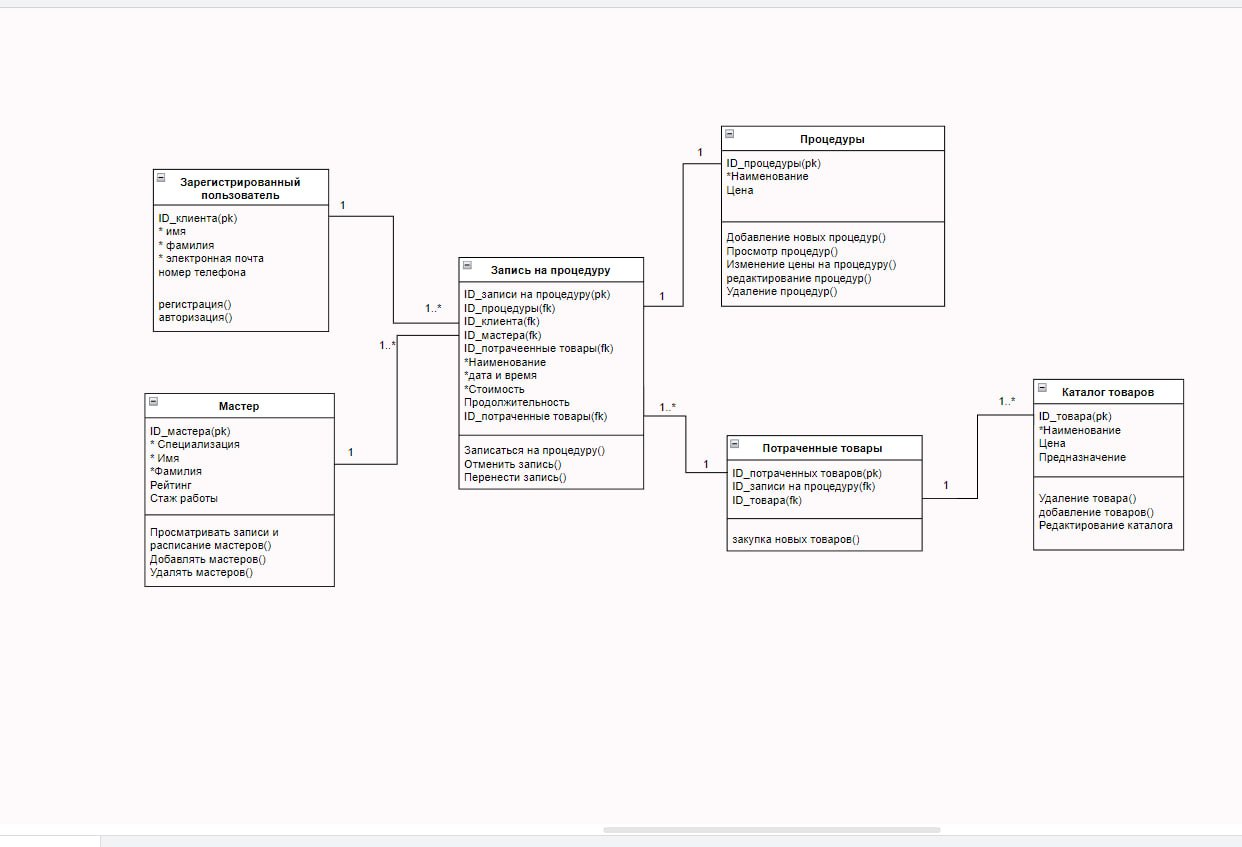 Зарегистрированный
пользователь
ID_клиента(pk)
* имя
* фамилия
* электронная почта
номер телефона
регистрация()
авторизация()
1
1..*
Мастер
ID_мастера(pk)
* Специализация
* Имя
*Фамилия
Рейтинг
Стаж работы
Просматривать записи и
расписание мастеров()
Добавлять мастеров()
Удалять мастеров()
1
1..*
Запись на процедуру
ID_записи на процедуру(pk)
ID_процедуры(fk)
ID_клиента(fk)
ID_мастера(fk)
ID_потрачеенные товары(fk)
*Наименование
*дата и время
*Стоимость
Продолжительность
ID_потраченные товары(fk)
Записаться на процедуру()
Отменить запись()
Перенести запись()
1
1
Процедуры
ID_процедуры(pk)
*Наименование
Цена
Добавление новых процедур()
Просмотр процедур()
Изменение цены на процедуру()
редактирование процедур()
Удаление процедур()
1..*
1
Потраченные товары
ID_потраченных товаров(pk)
ID_записи на процедуру(fk)
ID_товара(fk)
закупка новых товаров()
1
1..*
Каталог товаров
ID_товара(pk)
*Наименование
Цена
Предназначение
Удаление товара()
добавление товаров()
Редактирование каталога